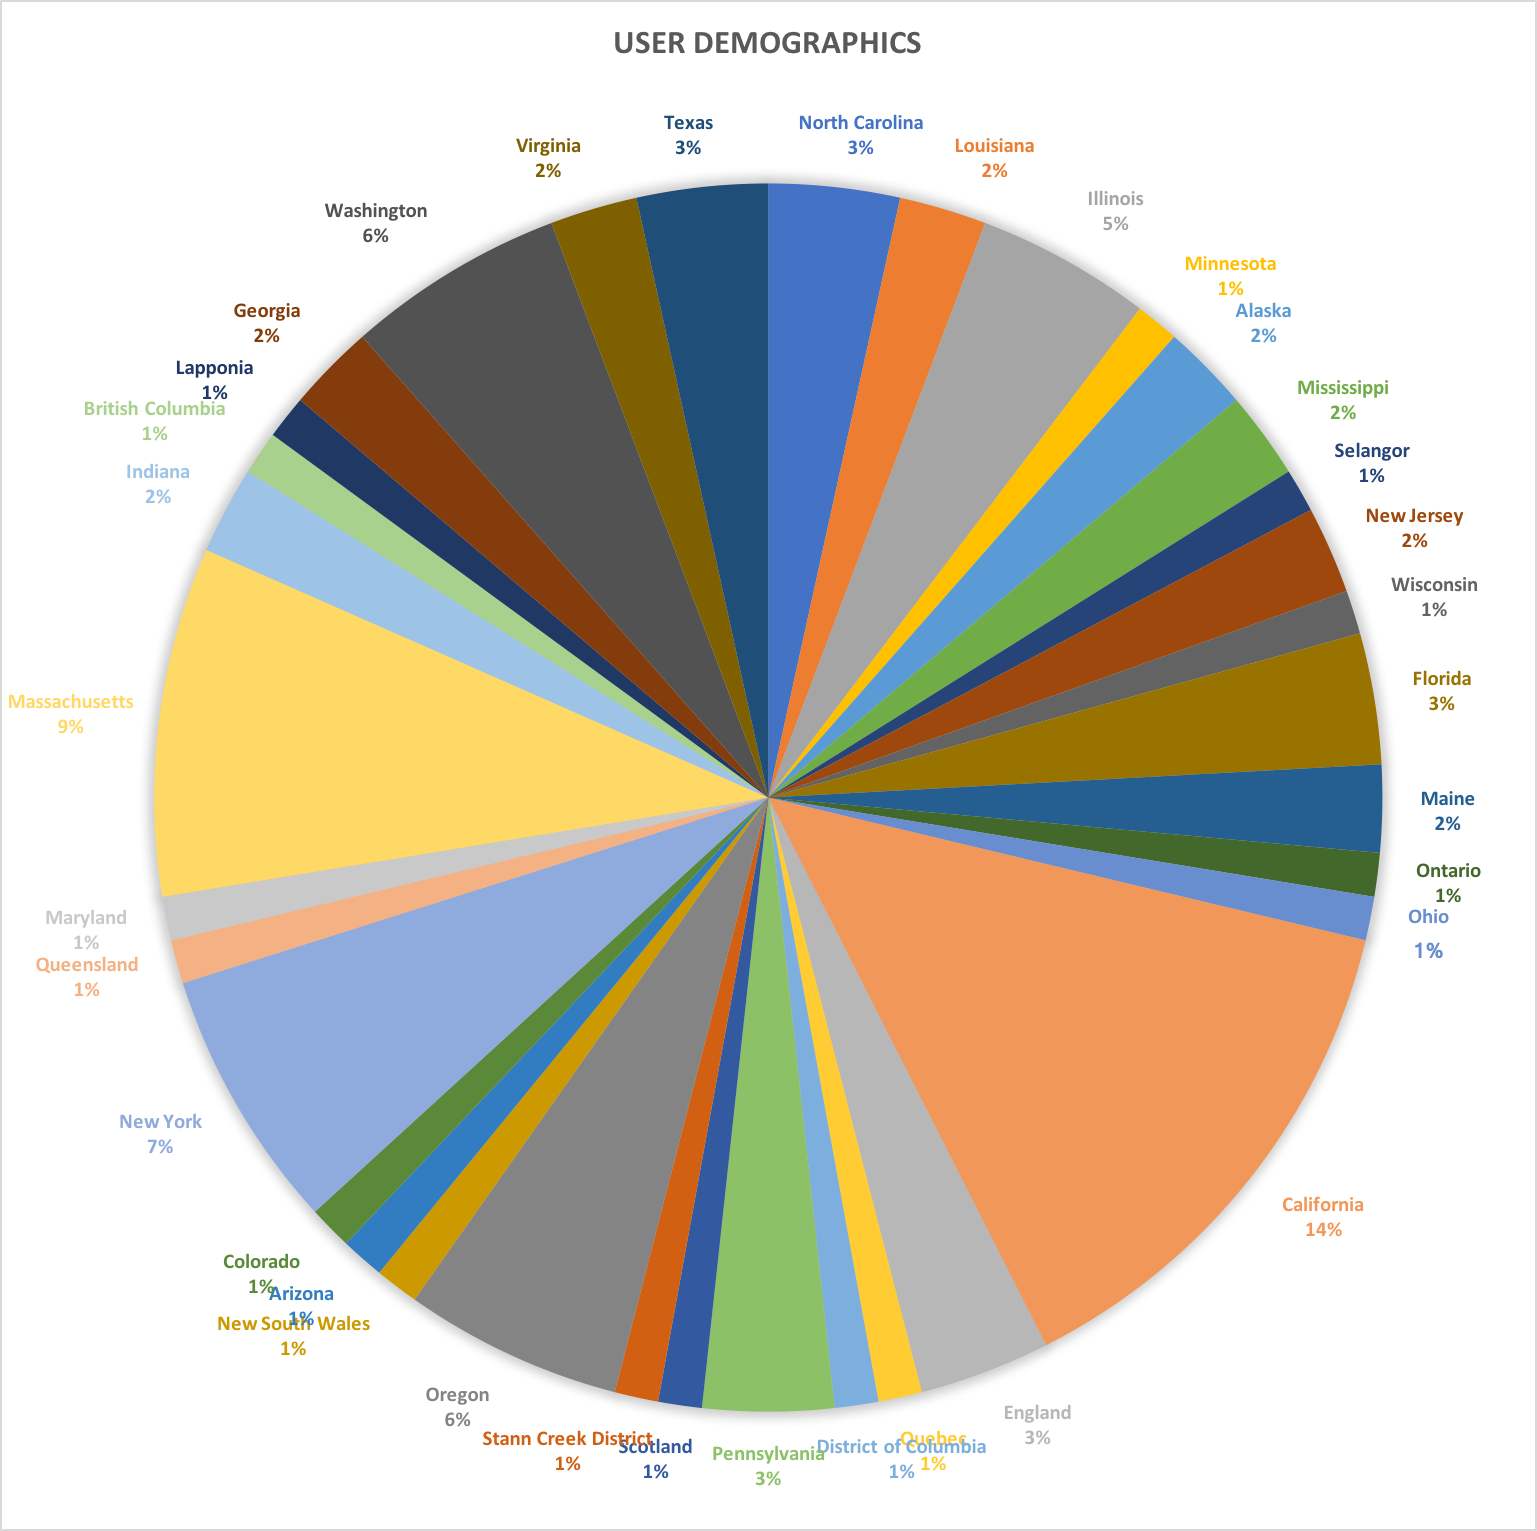 USER DEMOGRAPHICS
Texas
3%
North Carolina
3%
Louisiana
2%
Illinois
5%
Minnesota
1%
Alaska
2%
Mississippi
2%
Selangor
1%
New Jersey
2%
Wisconsin
1%
Florida
3%
Maine
2%
Ontario
1%
Ohio
1%
California
14%
England
3%
Quebec
1%
District of Columbia
1%
Pennsylvania
3%
Scotland
1%
Stann Creek District
1%
Oregon
6%
New South Wales
1%
Arizona
1%
Colorado
1%
New York
7%
Queensland
1%
Maryland
1%
Massachusetts
9%
Indiana
2%
British Columbia
1%
Lapponia
1%
Georgia
2%
Washington
6%
Virginia
2%